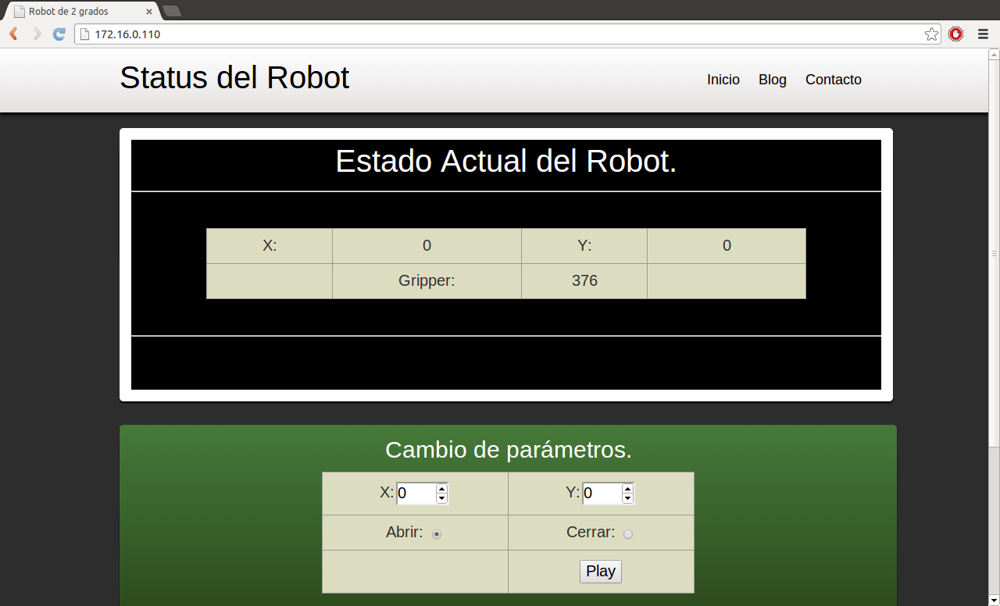 Robot de 2 grados
172.16.0.110
Status del Robot
Inicio Blog Contacto
Estado Actual del Robot.
X: 0 Y: 0
Gripper: 376
Cambio de parámetros.
X: 0 Y: 0
Abrir: Cerrar:
Play